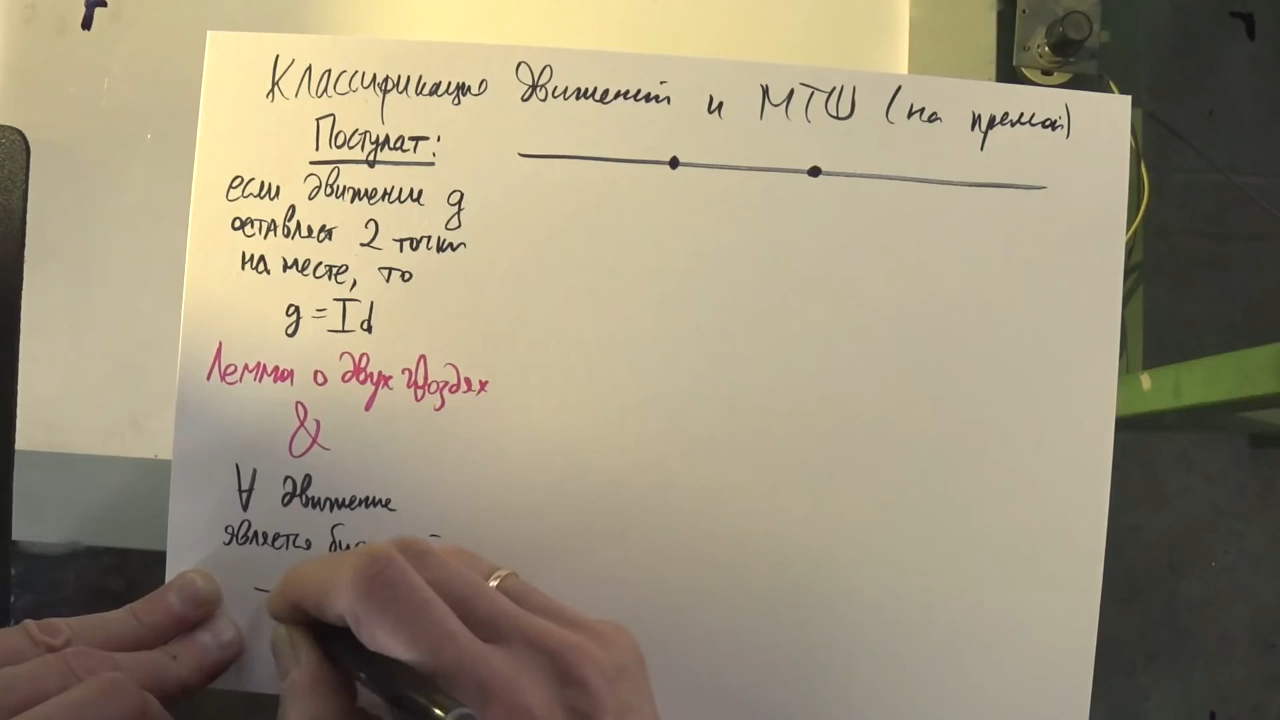 Классификация движений и МТШ (на прямой)
Постулат:
если движение g
оставляет 2 точки
на месте, то
g = Id
Лемма о двух гвоздях
&
∀ движение
является